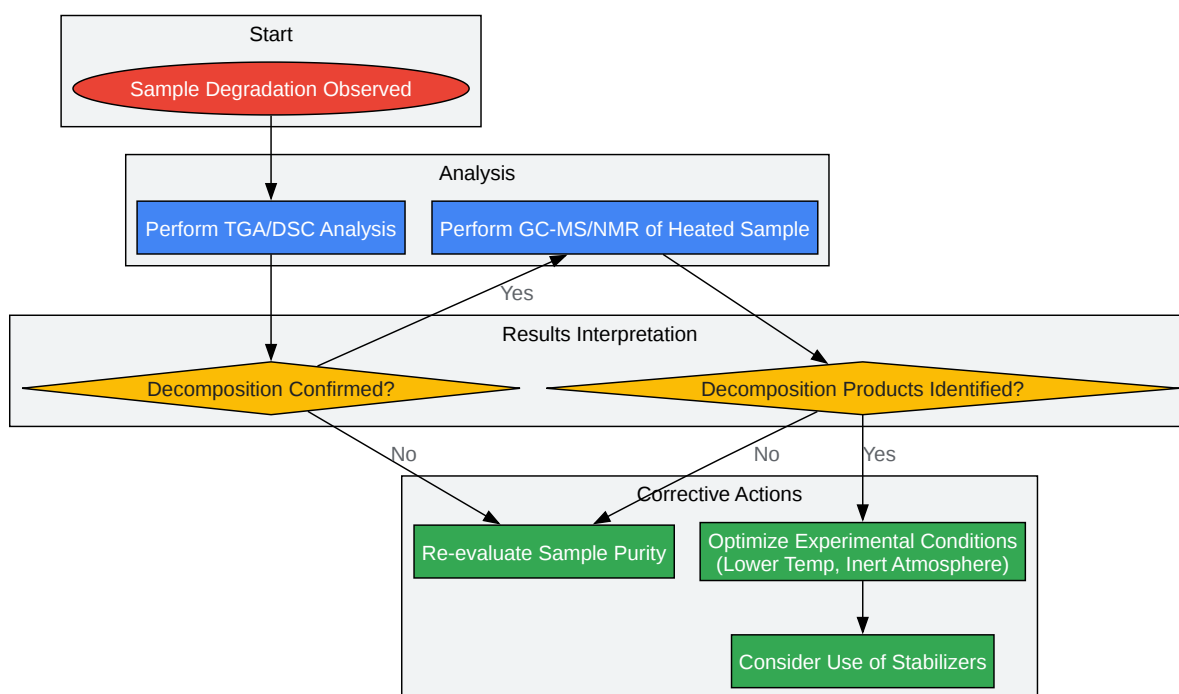 Start
Sample Degradation Observed
Analysis
Perform TGA/DSC Analysis
Perform GC-MS/NMR of Heated Sample
Yes
Results Interpretation
Decomposition Confirmed?
Decomposition Products Identified?
No
No
Yes
Corrective Actions
Re-evaluate Sample Purity
Optimize Experimental Conditions
(Lower Temp, Inert Atmosphere)
Consider Use of Stabilizers